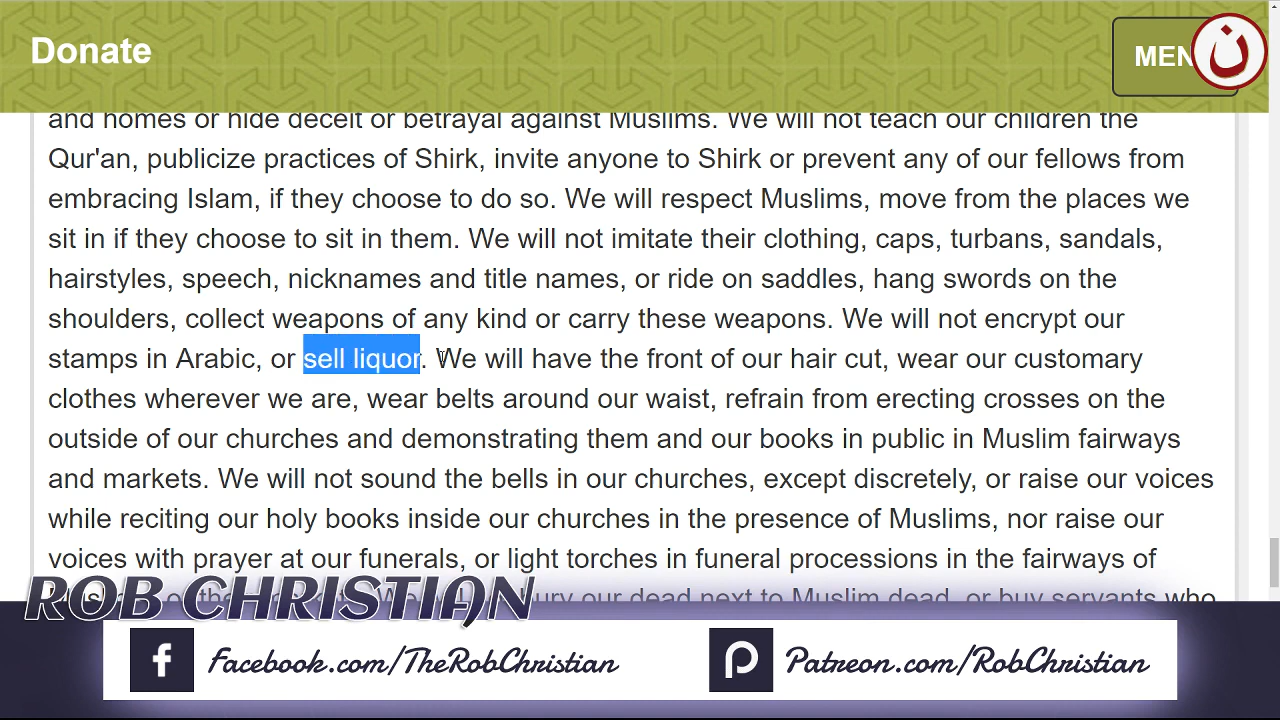 Donate
MEN
ن
and homes or hide deceit or betrayal against Muslims. We will not teach our children the
Qur'an, publicize practices of Shirk, invite anyone to Shirk or prevent any of our fellows from
embracing Islam, if they choose to do so. We will respect Muslims, move from the places we
sit in if they choose to sit in them. We will not imitate their clothing, caps, turbans, sandals,
hairstyles, speech, nicknames and title names, or ride on saddles, hang swords on the
shoulders, collect weapons of any kind or carry these weapons. We will not encrypt our
stamps in Arabic, or sell liquor. We will have the front of our hair cut, wear our customary
clothes wherever we are, wear belts around our waist, refrain from erecting crosses on the
outside of our churches and demonstrating them and our books in public in Muslim fairways
and markets. We will not sound the bells in our churches, except discretely, or raise our voices
while reciting our holy books inside our churches in the presence of Muslims, nor raise our
voices with prayer at our funerals, or light torches in funeral processions in the fairways of
bury our dead next to Muslim dead, or buy servants who
ROB CHRISTIAN
Facebook.com/TheRobChristian
Patreon.com/RobChristian